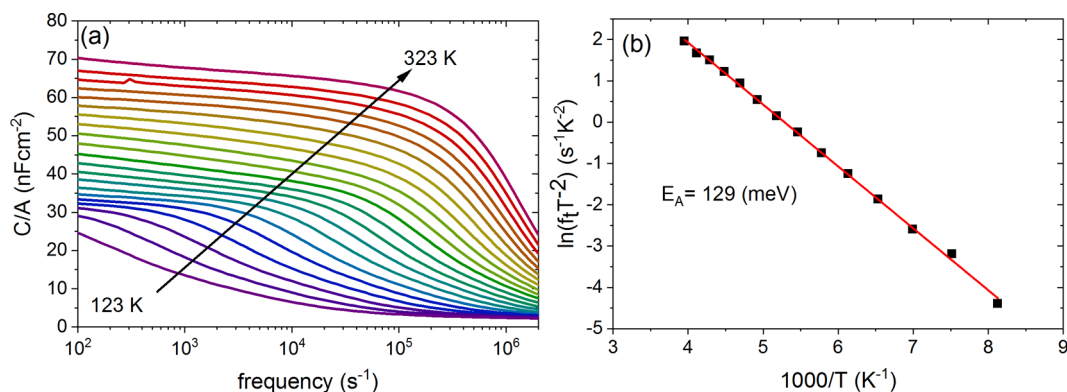 (a)
323 K
123 K
C/A (nFcm⁻²)
80
70
60
50
40
30
20
10
0
10² 10³ 10⁴ 10⁵ 10⁶
frequency (s⁻¹)
(b)
E_A= 129 (meV)
ln(f_tT⁻²) (s⁻¹K⁻²)
2
1
0
-1
-2
-3
-4
-5
3 4 5 6 7 8 9
1000/T (K⁻¹)